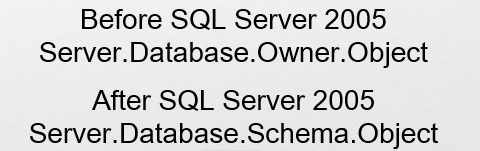 Before SQL Server 2005
Server.Database.Owner.Object
After SQL Server 2005
Server.Database.Schema.Object